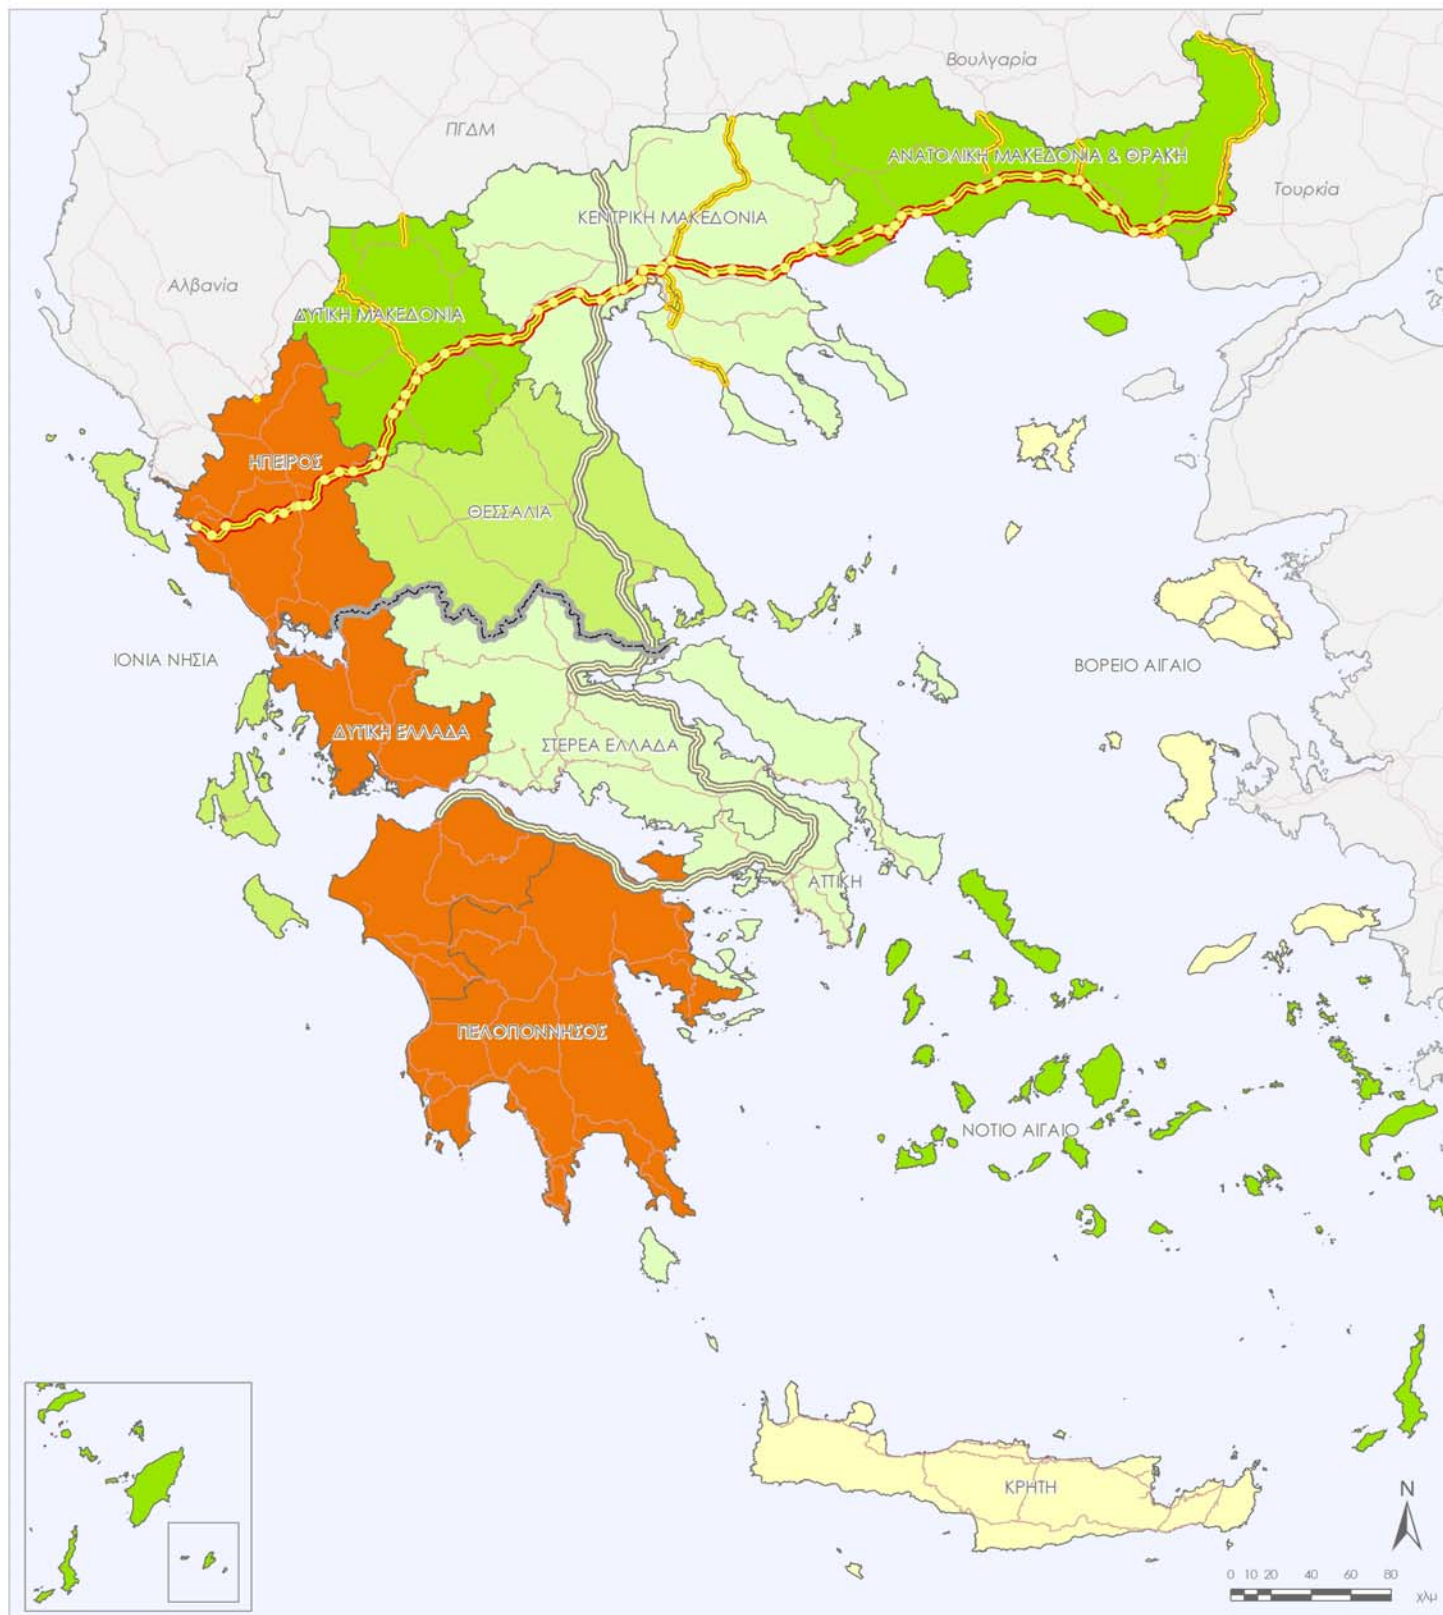 Βουλγαρία
ΠΓΔΜ
ΑΝΑΤΟΛΙΚΗ ΜΑΚΕΔΟΝΙΑ & ΘΡΑΚΗ
Τουρκία
ΚΕΝΤΡΙΚΗ ΜΑΚΕΔΟΝΙΑ
Αλβανία
ΔΥΤΙΚΗ ΜΑΚΕΔΟΝΙΑ
ΗΠΕΙΡΟΣ
ΘΕΣΣΑΛΙΑ
ΙΟΝΙΑ ΝΗΣΙΑ
ΒΟΡΕΙΟ ΑΙΓΑΙΟ
ΔΥΤΙΚΗ ΕΛΛΑΔΑ
ΣΤΕΡΕΑ ΕΛΛΑΔΑ
ΑΤΤΙΚΗ
ΠΕΛΟΠΟΝΝΗΣΟΣ
ΝΟΤΙΟ ΑΙΓΑΙΟ
ΚΡΗΤΗ
N
0 10 20 40 60 80
χλμ